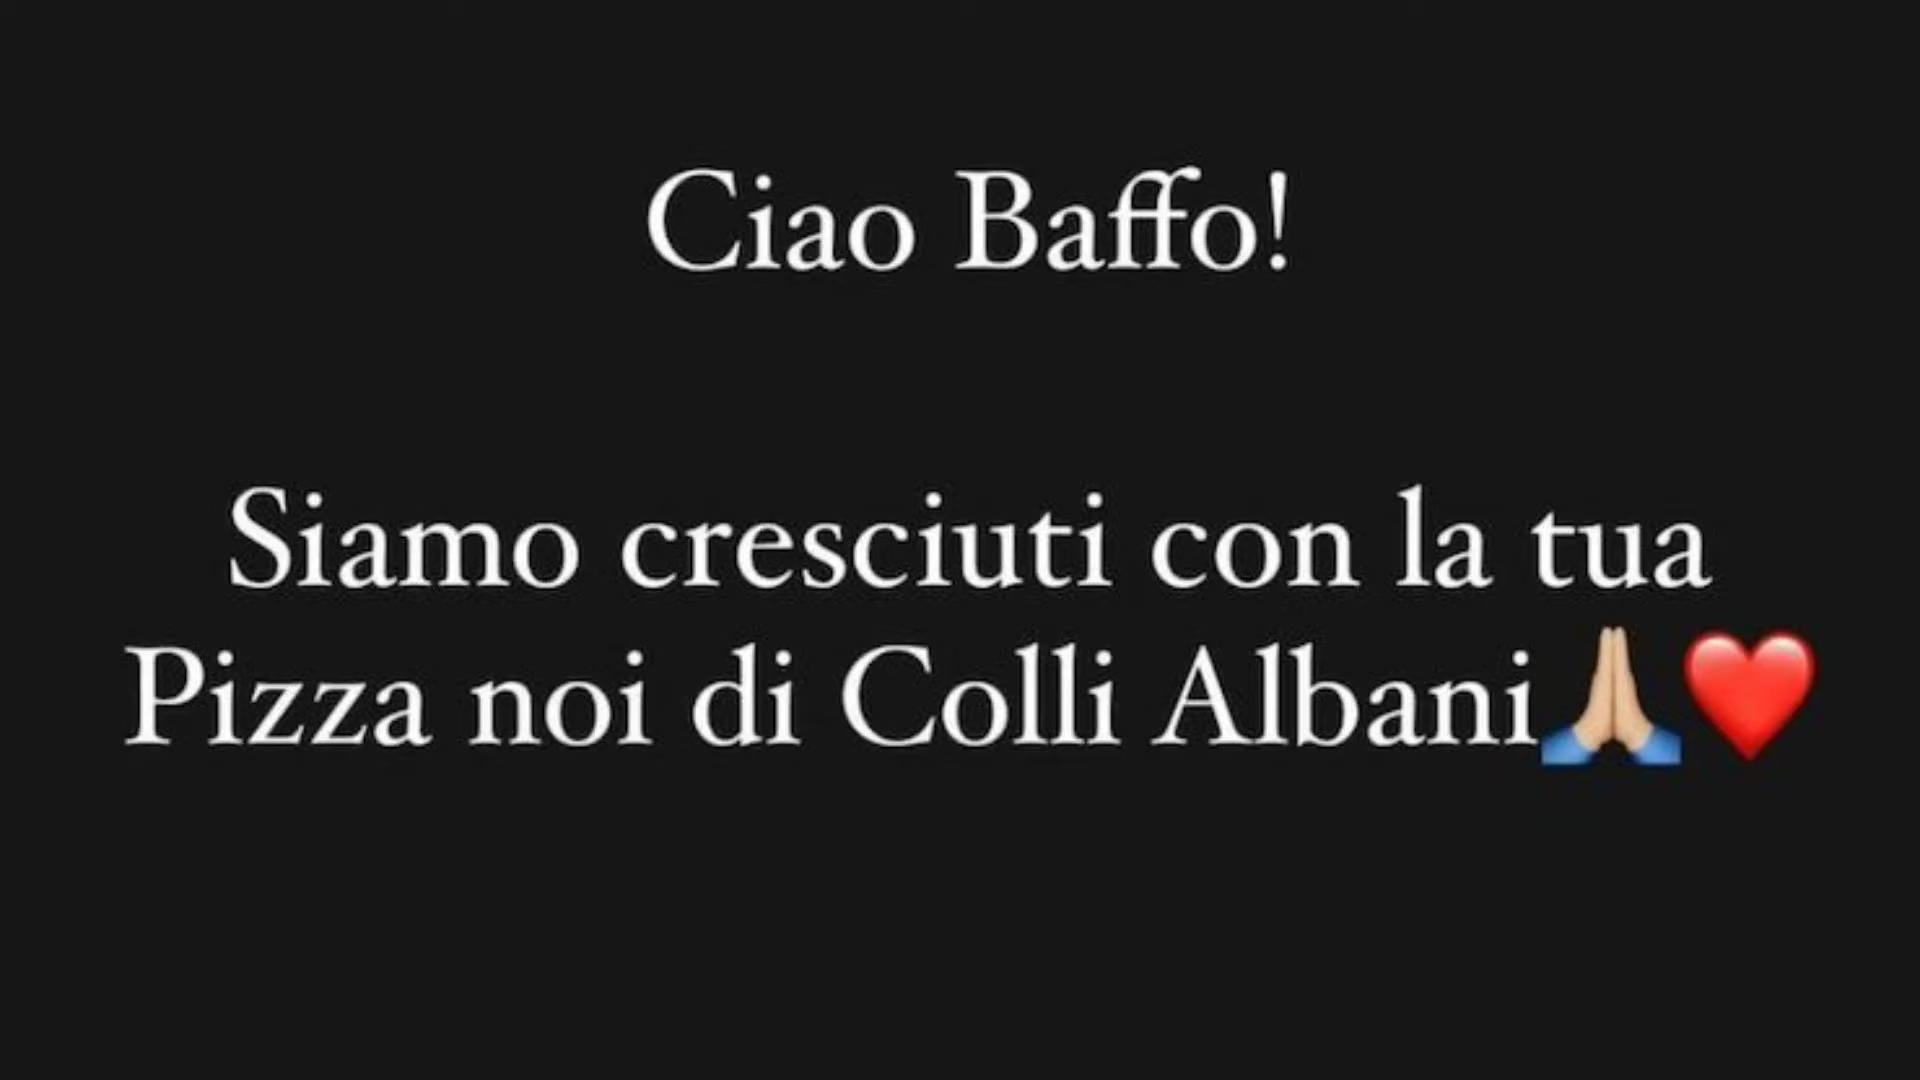 Ciao Baffo!
Siamo cresciuti con la tua
Pizza noi di Colli Albani🙏🏼❤️